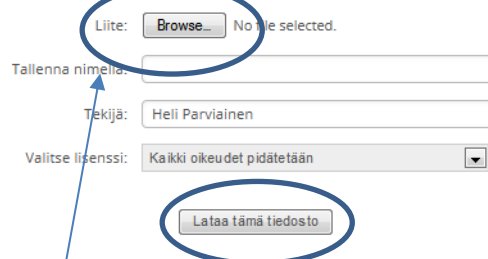 Liite: Browse... No file selected.
Tallenna nimellä:
Tekijä: Heli Parviainen
Valitse lisenssi: Kaikki oikeudet pidätetään
Lataa tämä tiedosto